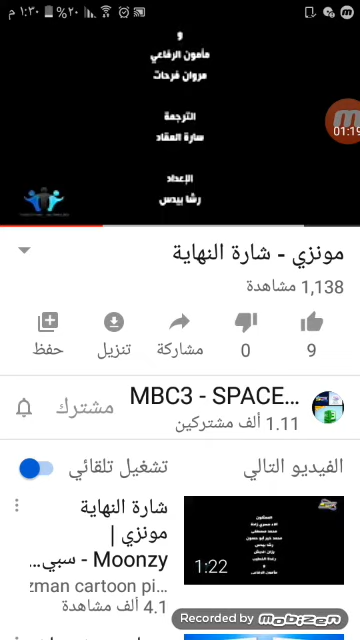 ١:٣٠ م
%٢٠
و
مأمون الرفاعي
مروان فرحات
الترجمة
سارة العقاد
الإعداد
رشا بيدس
01:19
مونزي - شارة النهاية
1,138 مشاهدة
9
0
مشاركة
تنزيل
حفظ
MBC3 - SPACE...
1.11 ألف مشتركين
مشترك
الفيديو التالي
تشغيل تلقائي
شارة النهاية
مونزي |
Moonzy - سبي...
zman cartoon pi...
4.1 ألف مشاهدة
1:22
Recorded by mobizen